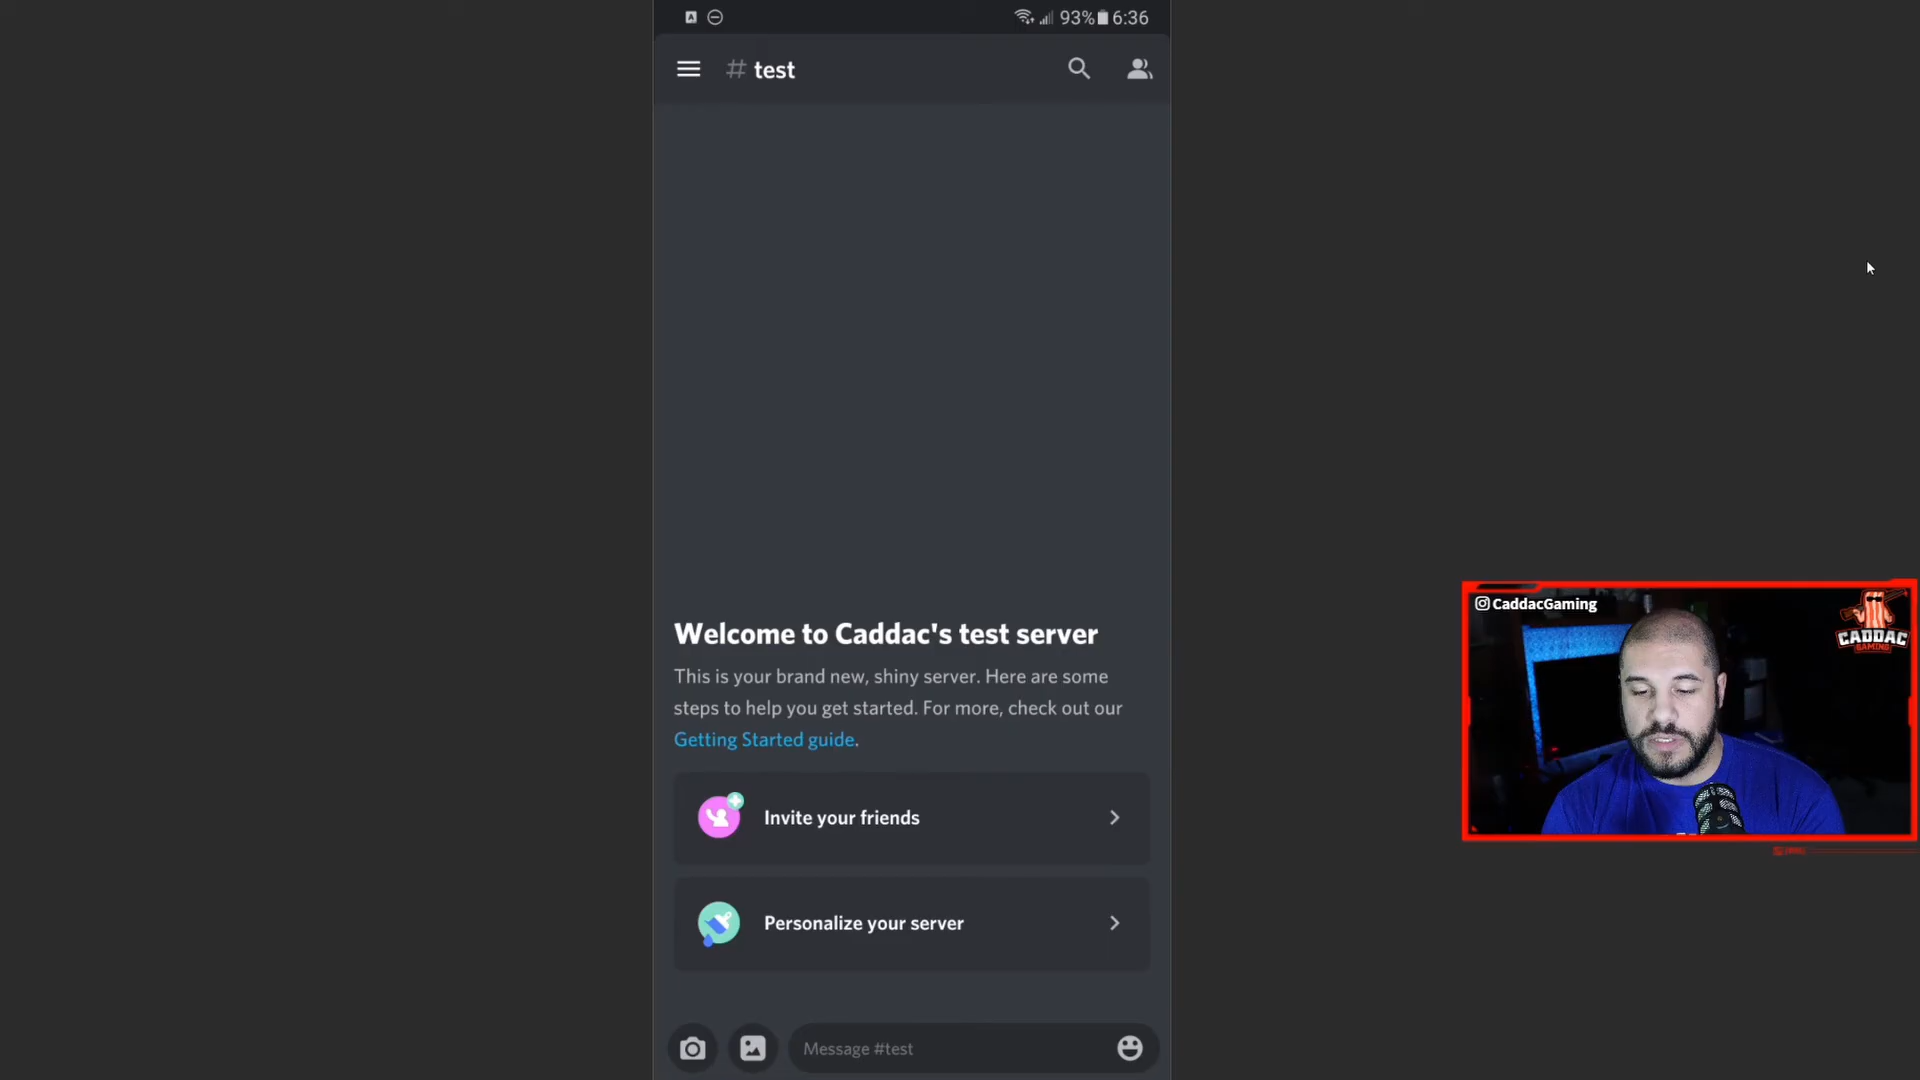 93% 6:36
# test
Welcome to Caddac's test server
This is your brand new, shiny server. Here are some
steps to help you get started. For more, check out our
Getting Started guide.
Invite your friends
Personalize your server
Message #test
CaddacGaming
CADDAC
GAMING